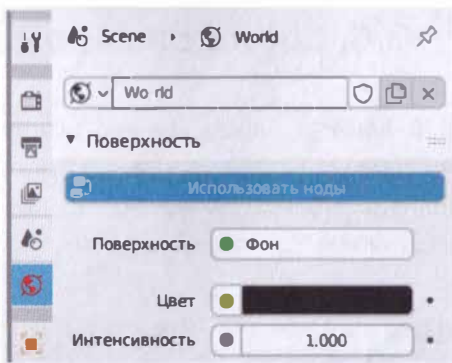 Scene › World
Wo rld
Поверхность
Использовать ноды
Поверхность Фон
Цвет
Интенсивность 1.000